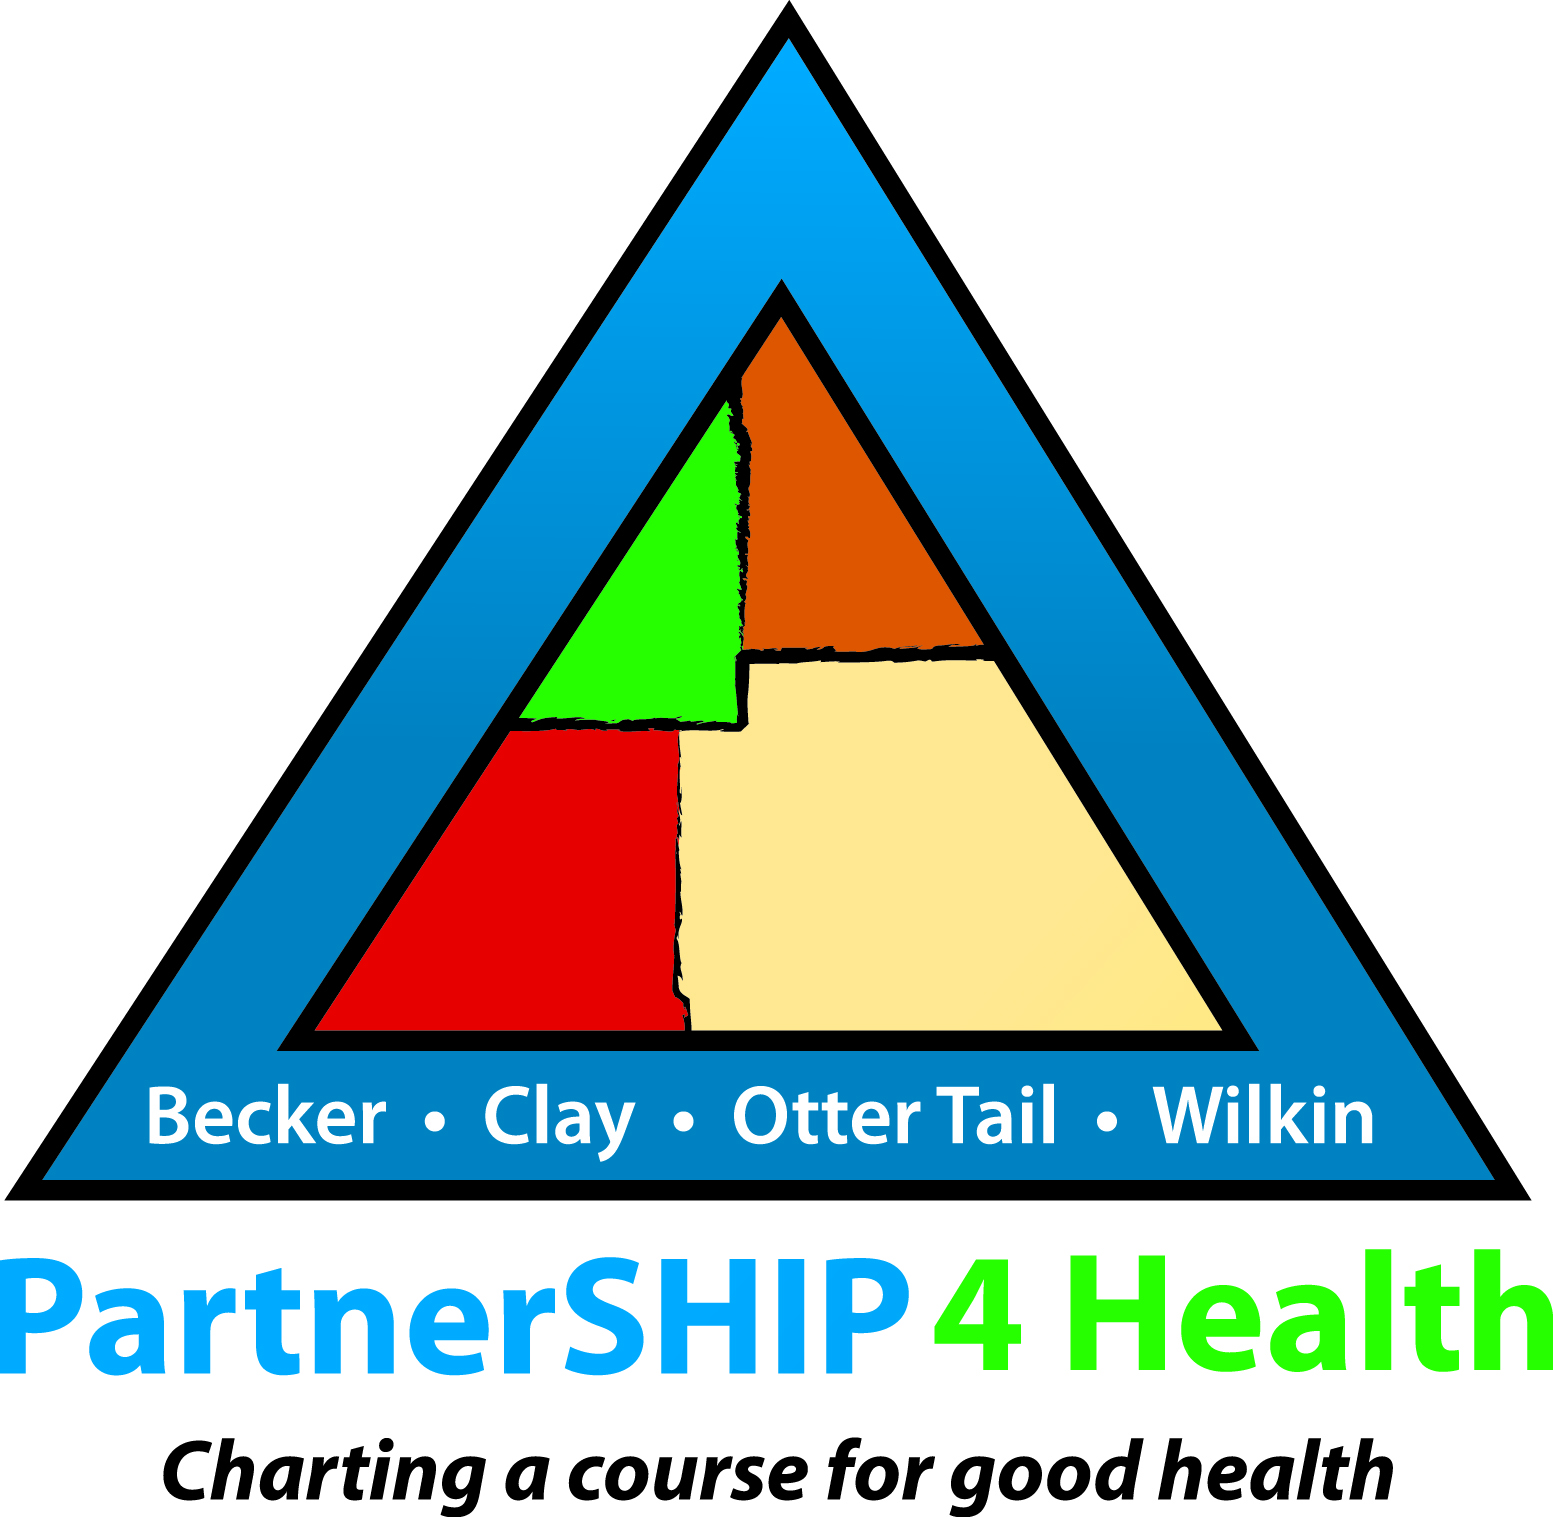 Becker • Clay • Otter Tail • Wilkin
PartnerSHIP 4 Health
Charting a course for good health